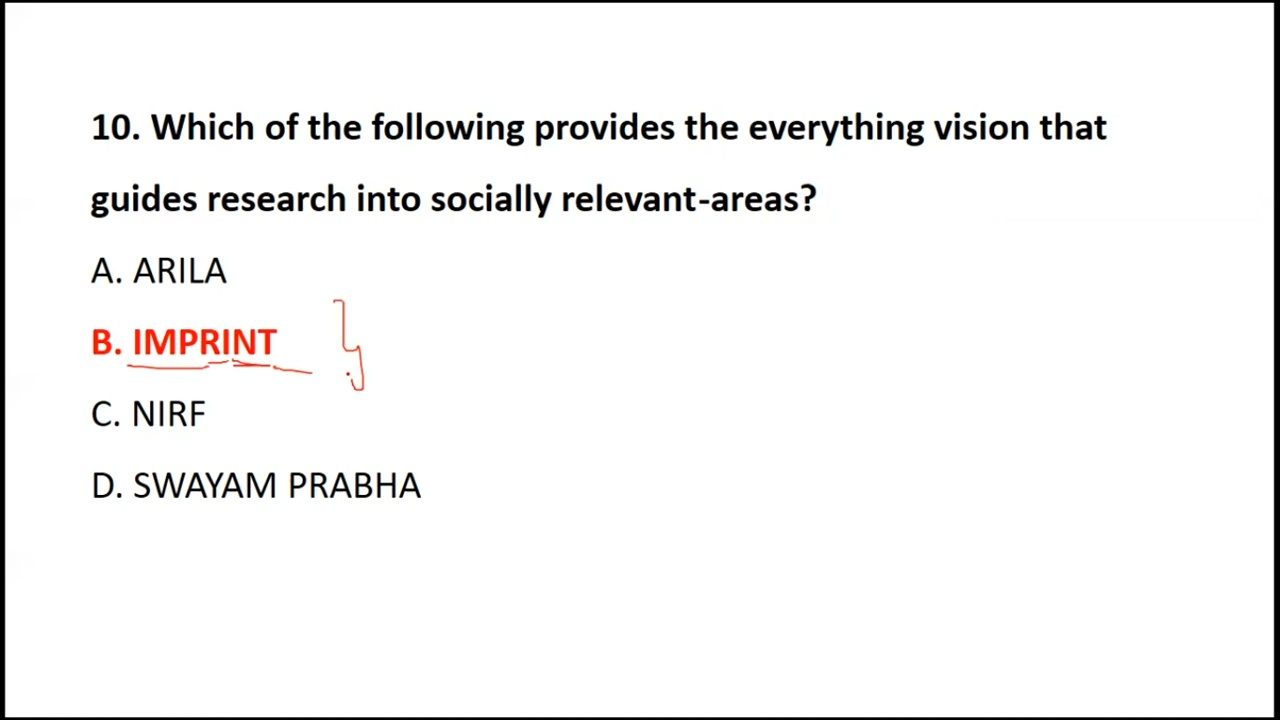 10. Which of the following provides the everything vision that
guides research into socially relevant-areas?
A. ARILA
B. IMPRINT
C. NIRF
D. SWAYAM PRABHA